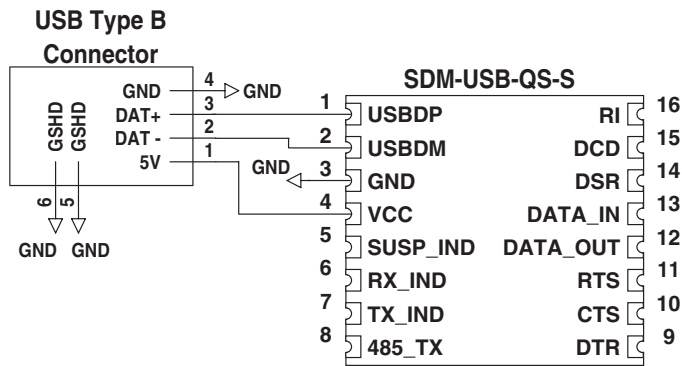 USB Type B
Connector
GND 4 GND
DAT+ 3
DAT - 2
5V 1
GSHD
GSHD
6
5
GND GND
SDM-USB-QS-S
1 USBDP RI 16
2 USBDM DCD 15
GND 3 GND DSR 14
4 VCC DATA_IN 13
5 SUSP_IND DATA_OUT 12
6 RX_IND RTS 11
7 TX_IND CTS 10
8 485_TX DTR 9